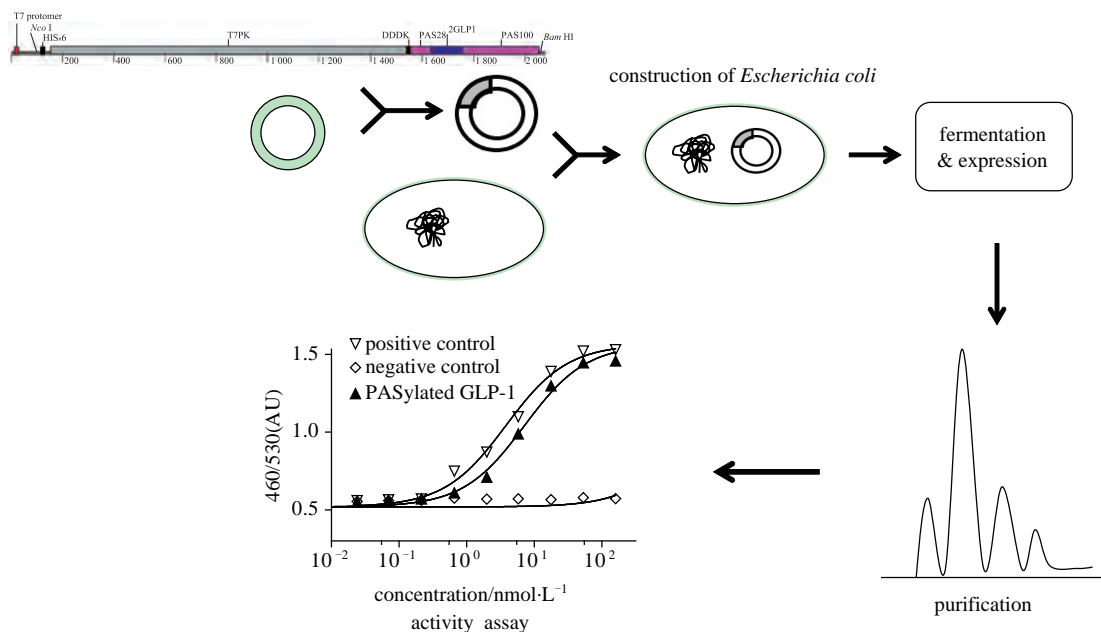 T7 protomer
Nco I
HIS×6
T7PK
DDDK
PAS28
2GLP1
PAS100
Bam HI
200 400 600 800 1 000 1 200 1 400 1 600 1 800 2 000
construction of Escherichia coli
fermentation
& expression
positive control
negative control
PASylated GLP-1
1.5
1.0
0.5
460/530(AU)
10⁻² 10⁻¹ 10⁰ 10¹ 10²
concentration/nmol·L⁻¹
activity assay
purification